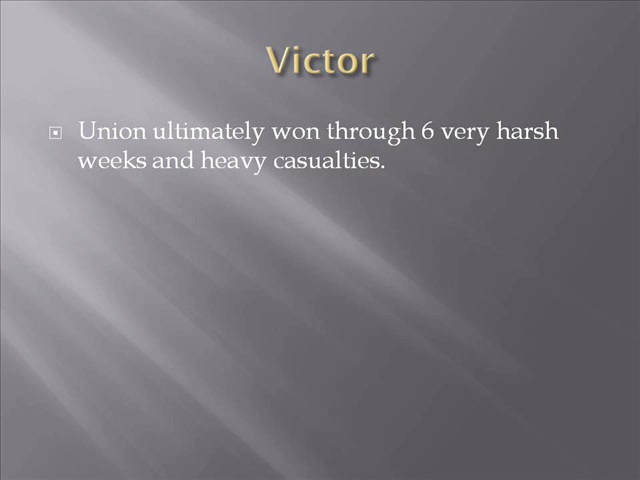 Victor
Union ultimately won through 6 very harsh
weeks and heavy casualties.